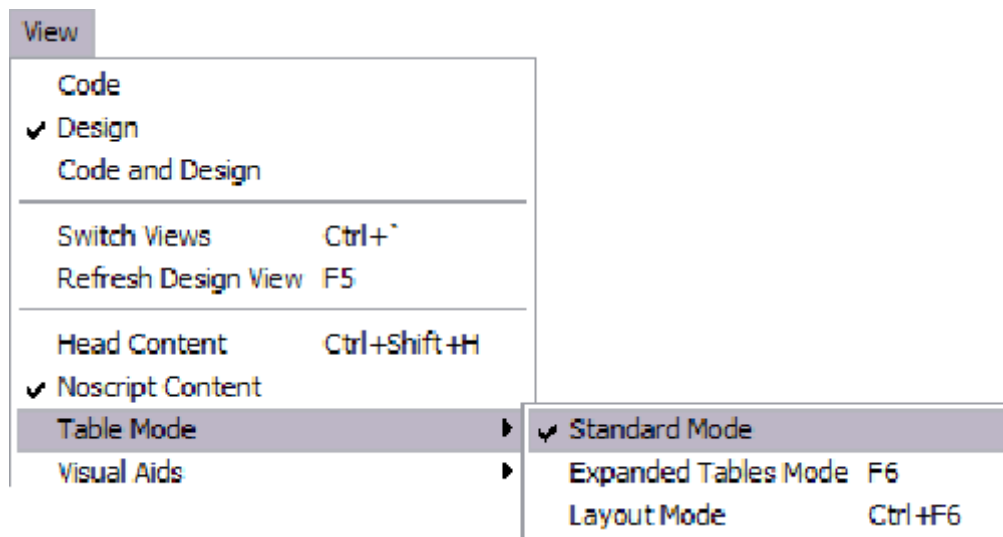 View
Code
Design
Code and Design
Switch Views Ctrl+`
Refresh Design View F5
Head Content Ctrl+Shift+H
Noscript Content
Table Mode
Standard Mode
Visual Aids
Expanded Tables Mode F6
Layout Mode Ctrl+F6